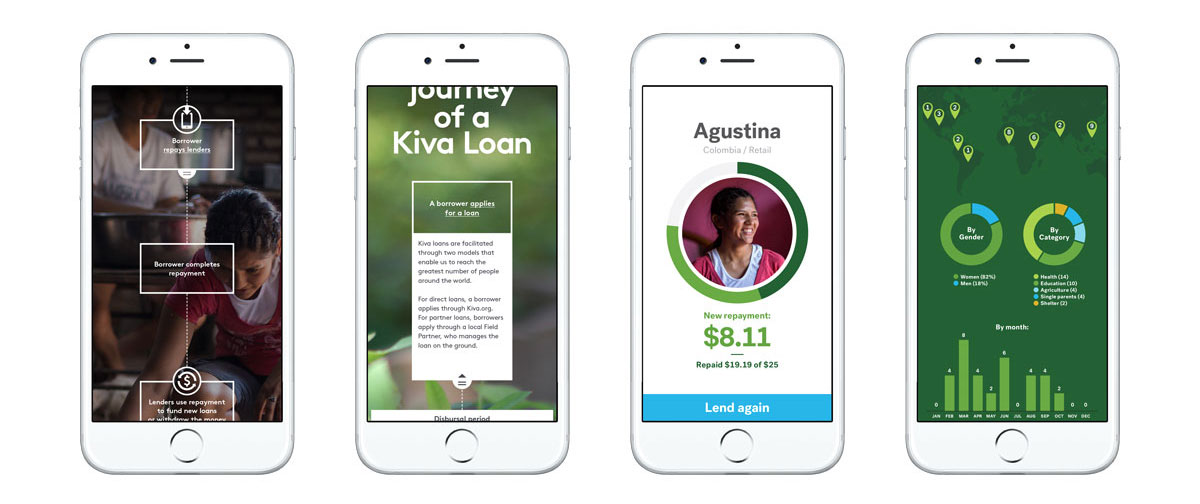 Borrower
repays lenders
Borrower completes
repayment
Lenders use repayment
to fund new loans
or withdraw the money
journey
of a
Kiva Loan
A borrower applies
for a loan
Kiva loans are facilitated
through two models that
enable us to reach the
greatest number of people
around the world.
For direct loans, a borrower
applies through Kiva.org.
For partner loans, borrowers
apply through a local Field
Partner, who manages the
loan on the ground.
Disbursal period
Agustina
Colombia / Retail
New repayment:
$8.11
Repaid $19.19 of $25
Lend again
1
3
2
2
1
8
6
2
9
By
Gender
Women (82%)
Men (18%)
By
Category
Health (14)
Education (10)
Agriculture (4)
Single parents (4)
Shelter (2)
By month:
0 4 8 4 2 6 0 4 4 2 0 0
JAN FEB MAR APR MAY JUN JUL AUG SEP OCT NOV DEC